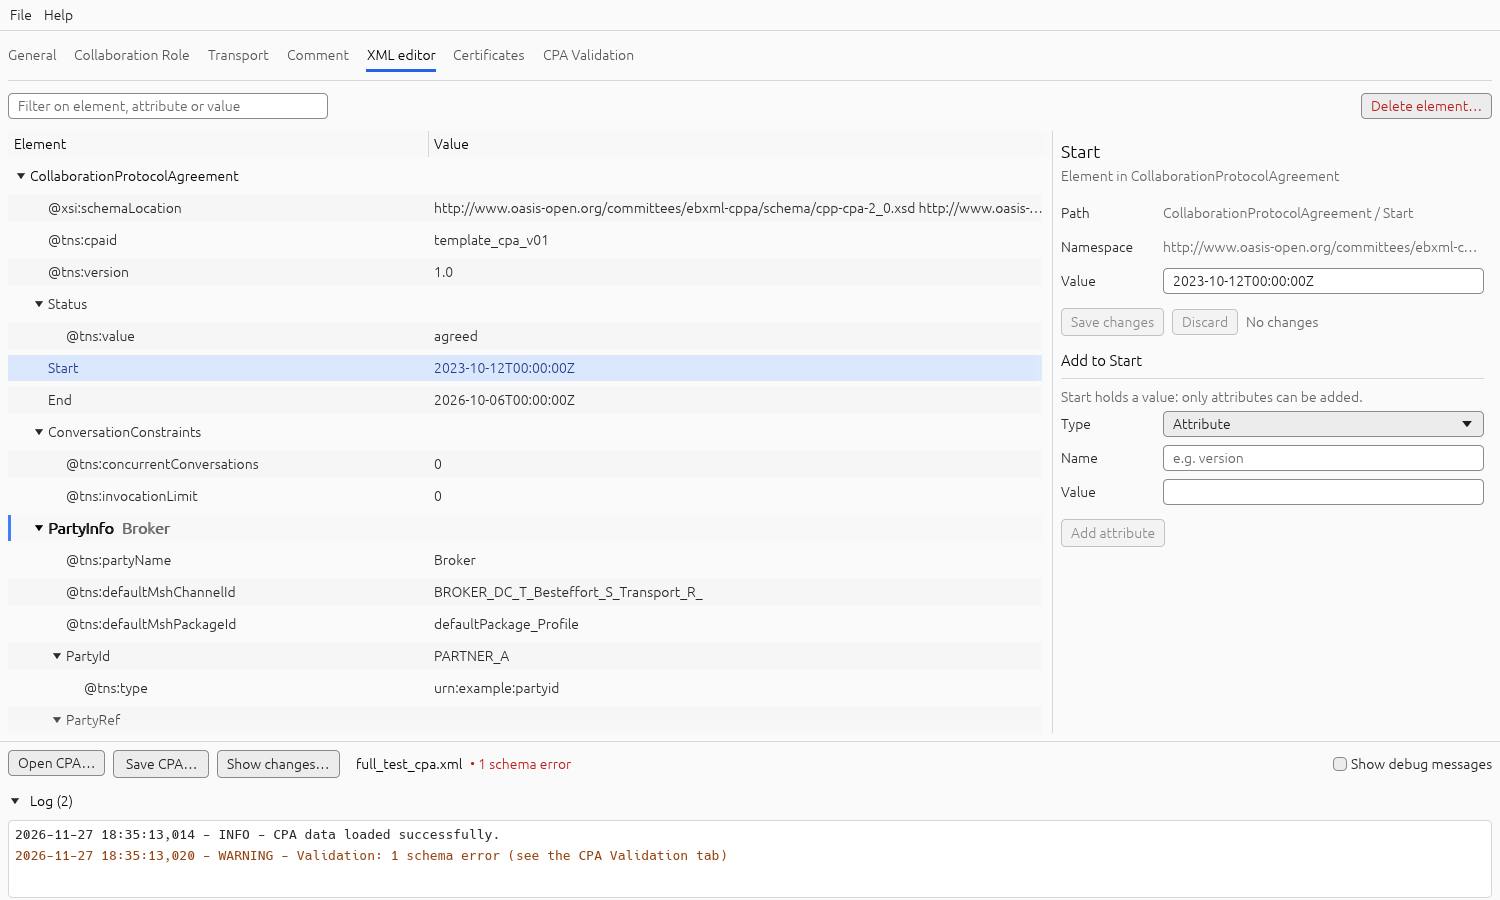 File Help
General Collaboration Role Transport Comment XML editor Certificates CPA Validation
Filter on element, attribute or value
Delete element...
Element Value
CollaborationProtocolAgreement
@xsi:schemaLocation http://www.oasis-open.org/committees/ebxml-cppa/schema/cpp-cpa-2_0.xsd http://www.oasis-...
@tns:cpaid template_cpa_v01
@tns:version 1.0
Status
@tns:value agreed
Start 2023-10-12T00:00:00Z
End 2026-10-06T00:00:00Z
ConversationConstraints
@tns:concurrentConversations 0
@tns:invocationLimit 0
PartyInfo Broker
@tns:partyName Broker
@tns:defaultMshChannelId BROKER_DC_T_Besteffort_S_Transport_R_
@tns:defaultMshPackageId defaultPackage_Profile
PartyId PARTNER_A
@tns:type urn:example:partyid
PartyRef
Start
Element in CollaborationProtocolAgreement
Path CollaborationProtocolAgreement / Start
Namespace http://www.oasis-open.org/committees/ebxml-c...
Value 2023-10-12T00:00:00Z
Save changes Discard No changes
Add to Start
Start holds a value: only attributes can be added.
Type Attribute
Name e.g. version
Value
Add attribute
Open CPA... Save CPA... Show changes... full_test_cpa.xml • 1 schema error
Show debug messages
Log (2)
2026-11-27 18:35:13,014 - INFO - CPA data loaded successfully.
2026-11-27 18:35:13,020 - WARNING - Validation: 1 schema error (see the CPA Validation tab)